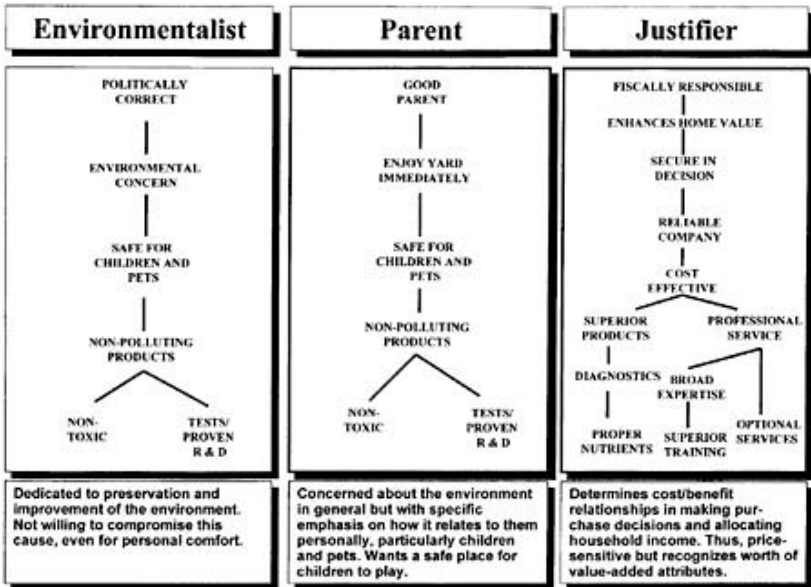 Environmentalist
POLITICALLY
CORRECT
ENVIRONMENTAL
CONCERN
SAFE FOR
CHILDREN AND
PETS
NON-POLLUTING
PRODUCTS
NON-
TOXIC
TESTS/
PROVEN
R & D
Dedicated to preservation and
improvement of the environment.
Not willing to compromise this
cause, even for personal comfort.
Parent
GOOD
PARENT
ENJOY YARD
IMMEDIATELY
SAFE FOR
CHILDREN AND
PETS
NON-POLLUTING
PRODUCTS
NON-
TOXIC
TESTS/
PROVEN
R & D
Concerned about the environment
in general but with specific
emphasis on how it relates to them
personally, particularly children
and pets. Wants a safe place for
children to play.
Justifier
FISCALLY RESPONSIBLE
ENHANCES HOME VALUE
SECURE IN
DECISION
RELIABLE
COMPANY
COST
EFFECTIVE
SUPERIOR
PRODUCTS
PROFESSIONAL
SERVICE
DIAGNOSTICS
BROAD
EXPERTISE
PROPER
NUTRIENTS
SUPERIOR
TRAINING
OPTIONAL
SERVICES
Determines cost/benefit
relationships in making pur-
chase decisions and allocating
household income. Thus, price-
sensitive but recognizes worth of
value-added attributes.